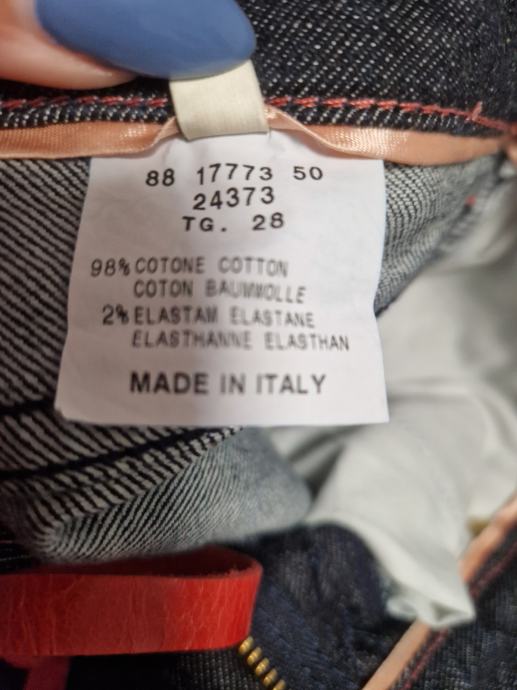 88 17773 50
24373
TG. 28
98% COTONE COTTON
COTON BAUMWOLLE
2% ELASTAM ELASTANE
ELASTHANNE ELASTHAN
MADE IN ITALY